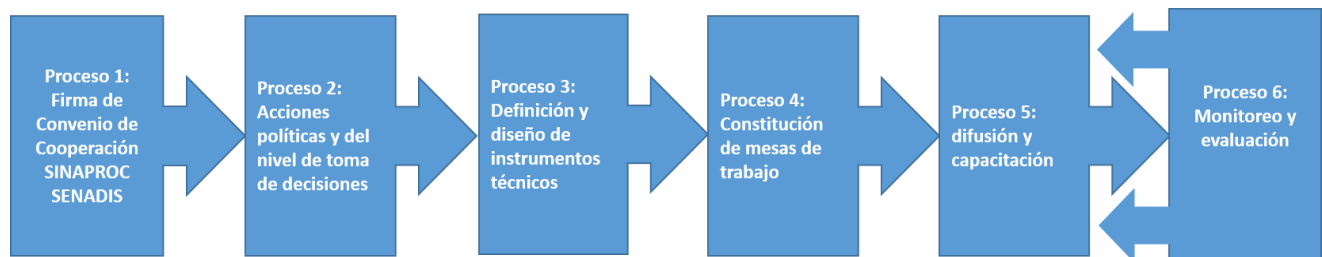 Proceso 1:
Firma de
Convenio de
Cooperación
SINAPROC
SENADIS
Proceso 2:
Acciones
políticas y del
nivel de toma
de decisiones
Proceso 3:
Definición y
diseño de
instrumentos
técnicos
Proceso 4:
Constitución
de mesas de
trabajo
Proceso 5:
difusión y
capacitación
Proceso 6:
Monitoreo y
evaluación